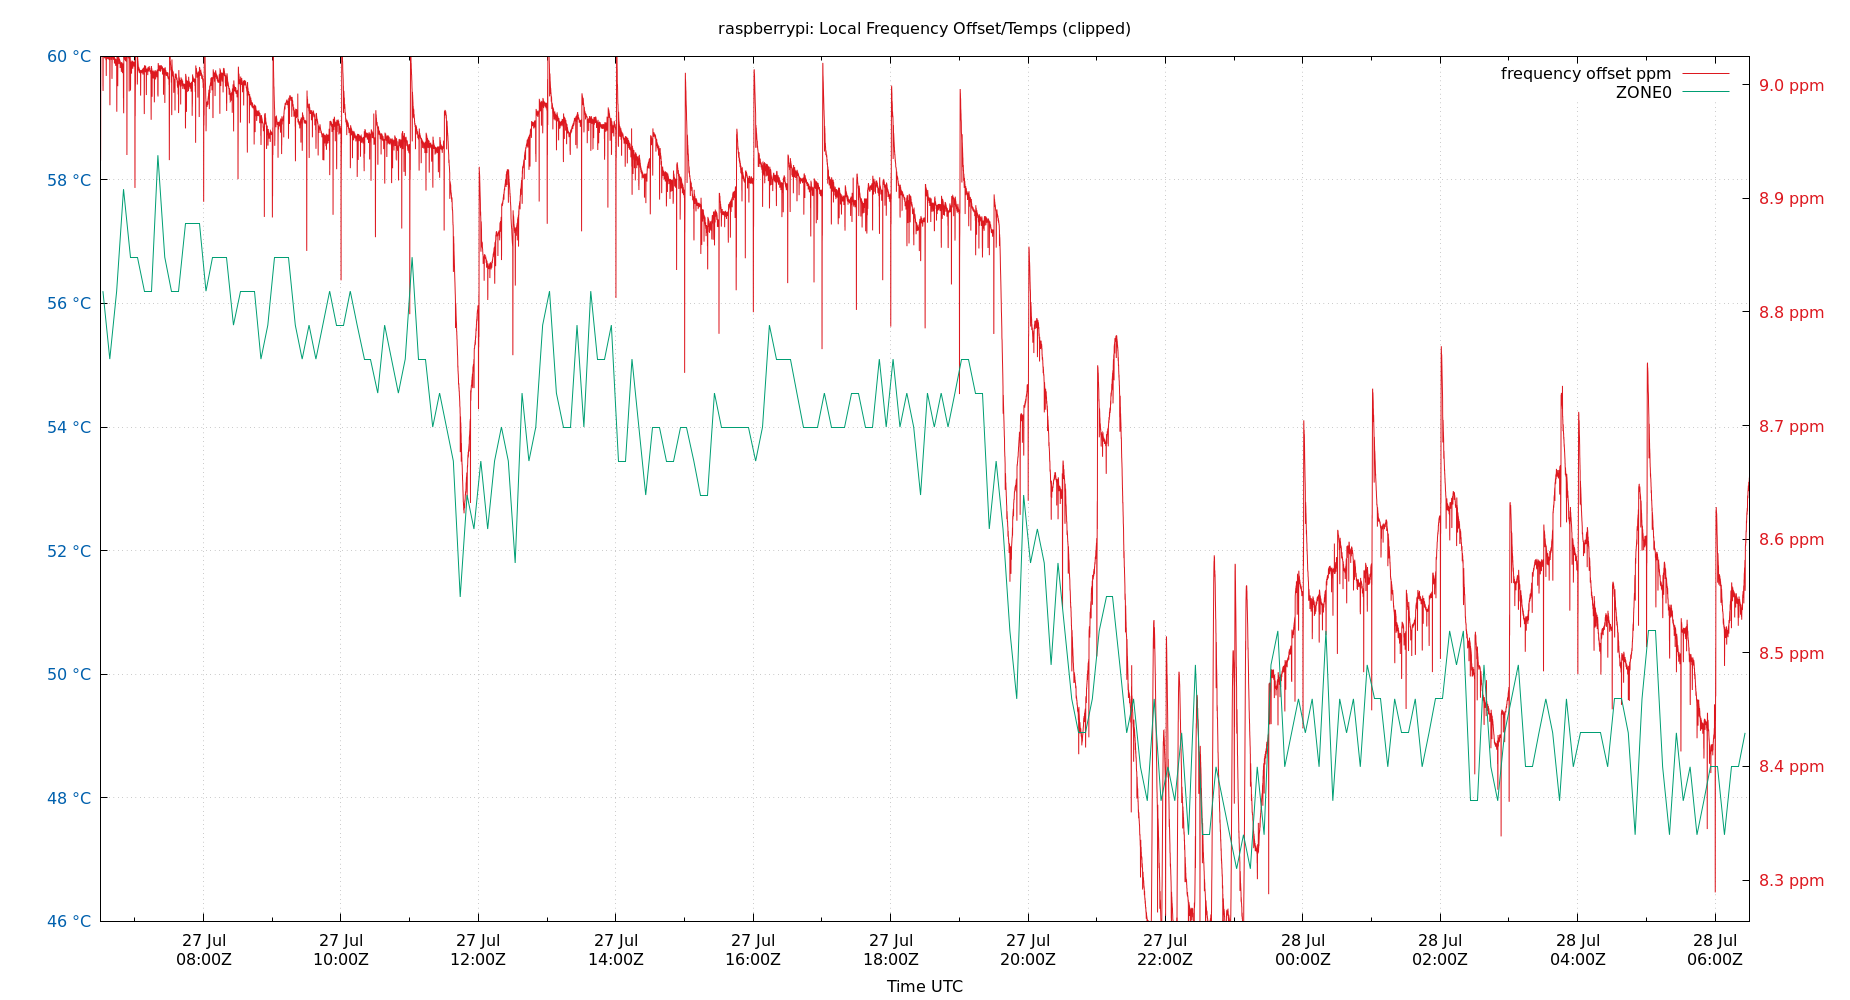 raspberrypi: Local Frequency Offset/Temps (clipped)
60 °C
58 °C
56 °C
54 °C
52 °C
50 °C
48 °C
46 °C
frequency offset ppm
ZONE0
9.0 ppm
8.9 ppm
8.8 ppm
8.7 ppm
8.6 ppm
8.5 ppm
8.4 ppm
8.3 ppm
27 Jul 27 Jul 27 Jul 27 Jul 27 Jul 27 Jul 27 Jul 27 Jul 28 Jul 28 Jul 28 Jul 28 Jul
08:00Z 10:00Z 12:00Z 14:00Z 16:00Z 18:00Z 20:00Z 22:00Z 00:00Z 02:00Z 04:00Z 06:00Z
Time UTC